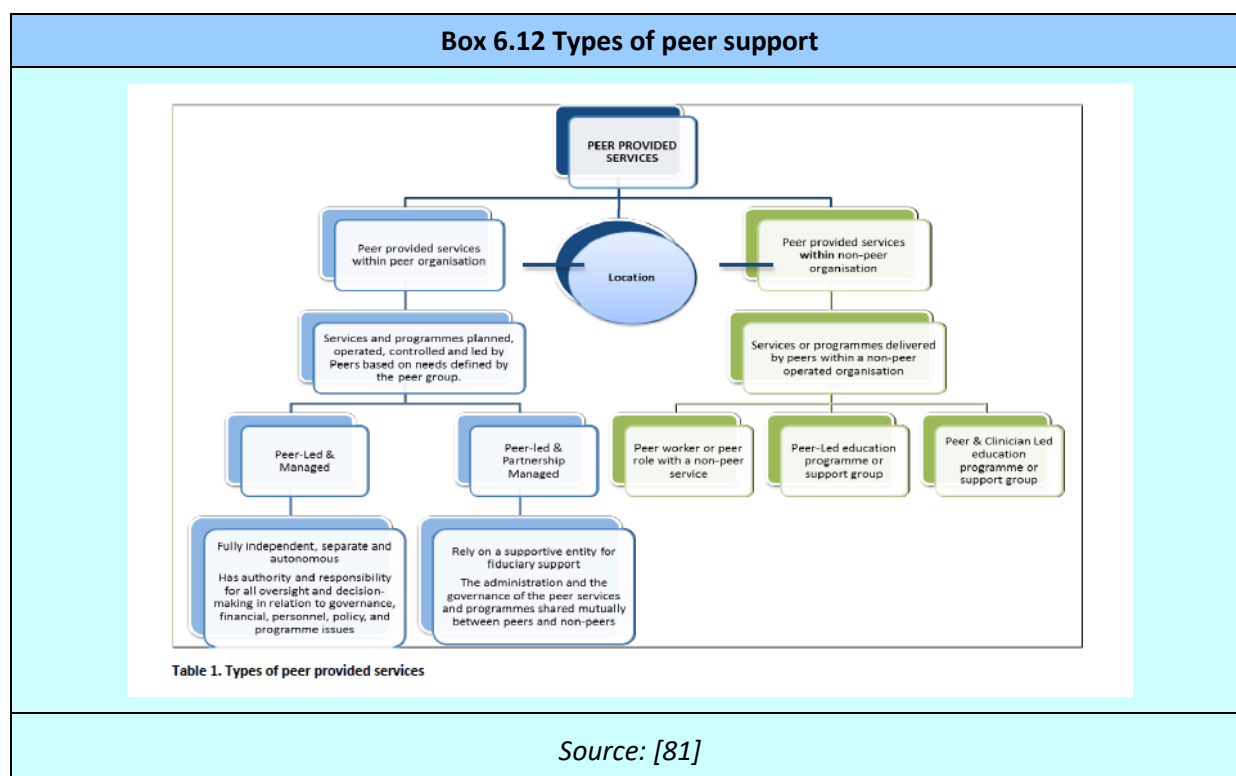 Box 6.12 Types of peer support
PEER PROVIDED
SERVICES
Peer provided services
within peer organisation
Location
Peer provided services
within non-peer
organisation
Services and programmes planned,
operated, controlled and led by
Peers based on needs defined by
the peer group.
Services or programmes delivered
by peers within a non-peer
operated organisation
Peer-Led &
Managed
Peer-led &
Partnership
Managed
Peer worker or peer
role with a non-peer
service
Peer-Led education
programme or
support group
Peer & Clinician Led
education
programme or
support group
Fully independent, separate and
autonomous
Has authority and responsibility
for all oversight and decision-
making in relation to governance,
financial, personnel, policy, and
programme issues
Rely on a supportive entity for
fiduciary support
The administration and the
governance of the peer services
and programmes shared mutually
between peers and non-peers
Table 1. Types of peer provided services
Source: [81]